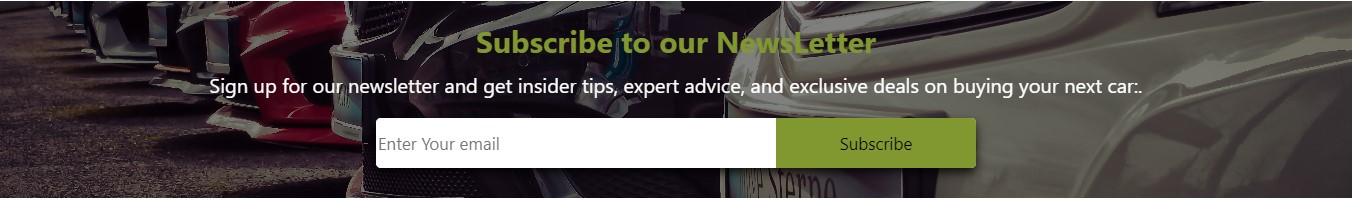 Subscribe to our NewsLetter
Sign up for our newsletter and get insider tips, expert advice, and exclusive deals on buying your next car:.
Enter Your email
Subscribe
Sterno